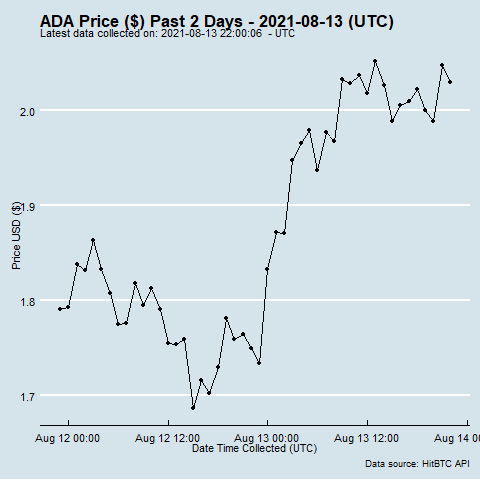 ADA Price ($) Past 2 Days - 2021-08-13 (UTC)
Latest data collected on: 2021-08-13 22:00:06 - UTC
2.0
1.9
Price USD ($)
1.8
1.7
Aug 12 00:00 Aug 12 12:00 Aug 13 00:00 Aug 13 12:00 Aug 14 00
Date Time Collected (UTC)
Data source: HitBTC API